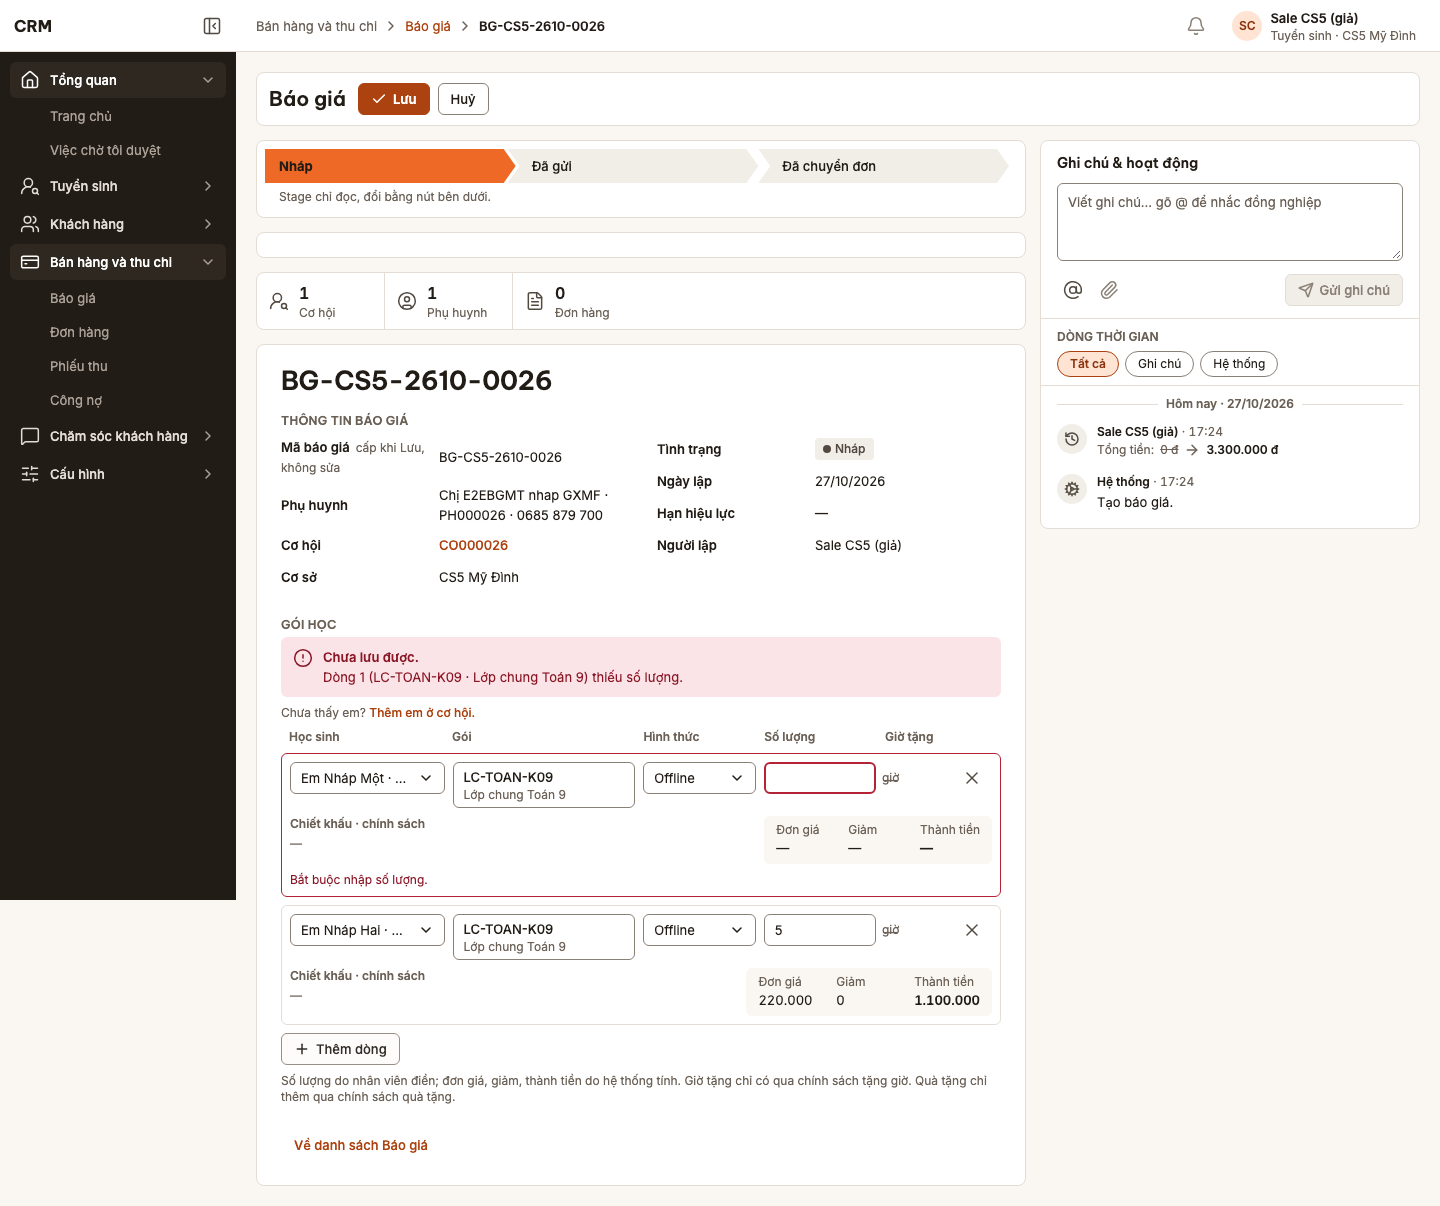 CRM
Bán hàng và thu chi > Báo giá > BG-CS5-2610-0026
SC
Sale CS5 (giả)
Tuyển sinh · CS5 Mỹ Đình
Tổng quan
Trang chủ
Việc chờ tôi duyệt
Tuyển sinh
Khách hàng
Bán hàng và thu chi
Báo giá
Đơn hàng
Phiếu thu
Công nợ
Chăm sóc khách hàng
Cấu hình
Báo giá
Lưu
Huỷ
Nháp
Đã gửi
Đã chuyển đơn
Stage chỉ đọc, đổi bằng nút bên dưới.
1
Cơ hội
1
Phụ huynh
0
Đơn hàng
BG-CS5-2610-0026
THÔNG TIN BÁO GIÁ
Mã báo giá cấp khi Lưu, không sửa
BG-CS5-2610-0026
Phụ huynh
Chị E2EBGMT nhap GXMF ·
PH000026 · 0685 879 700
Cơ hội
CO000026
Cơ sở
CS5 Mỹ Đình
Tình trạng
Nháp
Ngày lập
27/10/2026
Hạn hiệu lực
—
Người lập
Sale CS5 (giả)
GÓI HỌC
Chưa lưu được.
Dòng 1 (LC-TOAN-K09 · Lớp chung Toán 9) thiếu số lượng.
Chưa thấy em? Thêm em ở cơ hội.
Học sinh
Gói
Hình thức
Số lượng
Giờ tặng
Em Nháp Một · ...
LC-TOAN-K09
Lớp chung Toán 9
Offline
giờ
Chiết khấu · chính sách
—
Đơn giá
—
Giảm
—
Thành tiền
—
Bắt buộc nhập số lượng.
Em Nháp Hai · ...
LC-TOAN-K09
Lớp chung Toán 9
Offline
5
giờ
Chiết khấu · chính sách
—
Đơn giá
220.000
Giảm
0
Thành tiền
1.100.000
Thêm dòng
Số lượng do nhân viên điền; đơn giá, giảm, thành tiền do hệ thống tính. Giờ tặng chỉ có qua chính sách tặng giờ. Quà tặng chỉ
thêm qua chính sách quà tặng.
Về danh sách Báo giá
Ghi chú & hoạt động
Viết ghi chú... gõ @ để nhắc đồng nghiệp
Gửi ghi chú
DÒNG THỜI GIAN
Tất cả
Ghi chú
Hệ thống
Hôm nay · 27/10/2026
Sale CS5 (giả) · 17:24
Tổng tiền: 0 đ → 3.300.000 đ
Hệ thống · 17:24
Tạo báo giá.